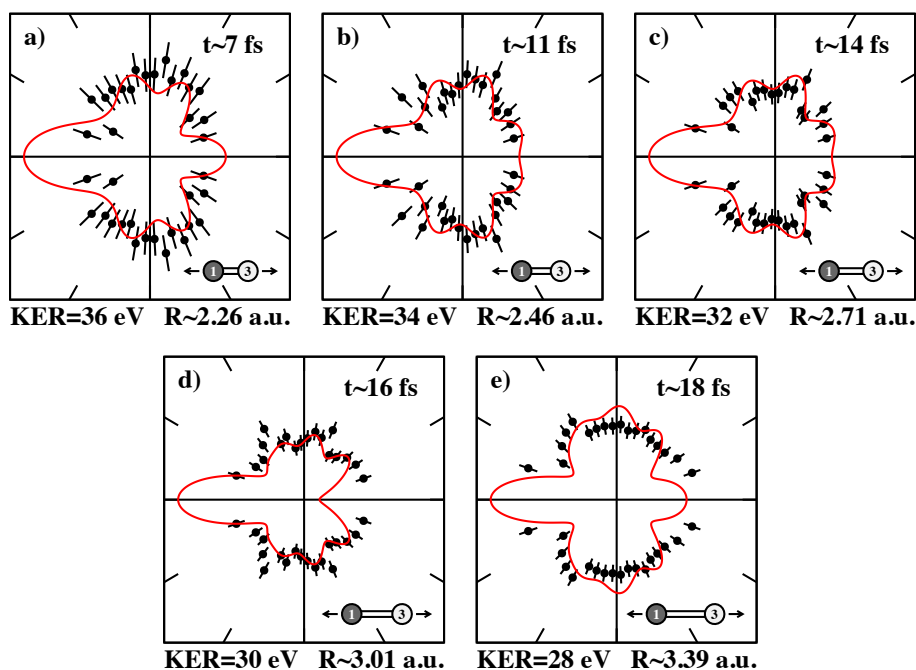 a) t~7 fs
1 3
KER=36 eV R~2.26 a.u.
b) t~11 fs
1 3
KER=34 eV R~2.46 a.u.
c) t~14 fs
1 3
KER=32 eV R~2.71 a.u.
d) t~16 fs
1 3
KER=30 eV R~3.01 a.u.
e) t~18 fs
1 3
KER=28 eV R~3.39 a.u.